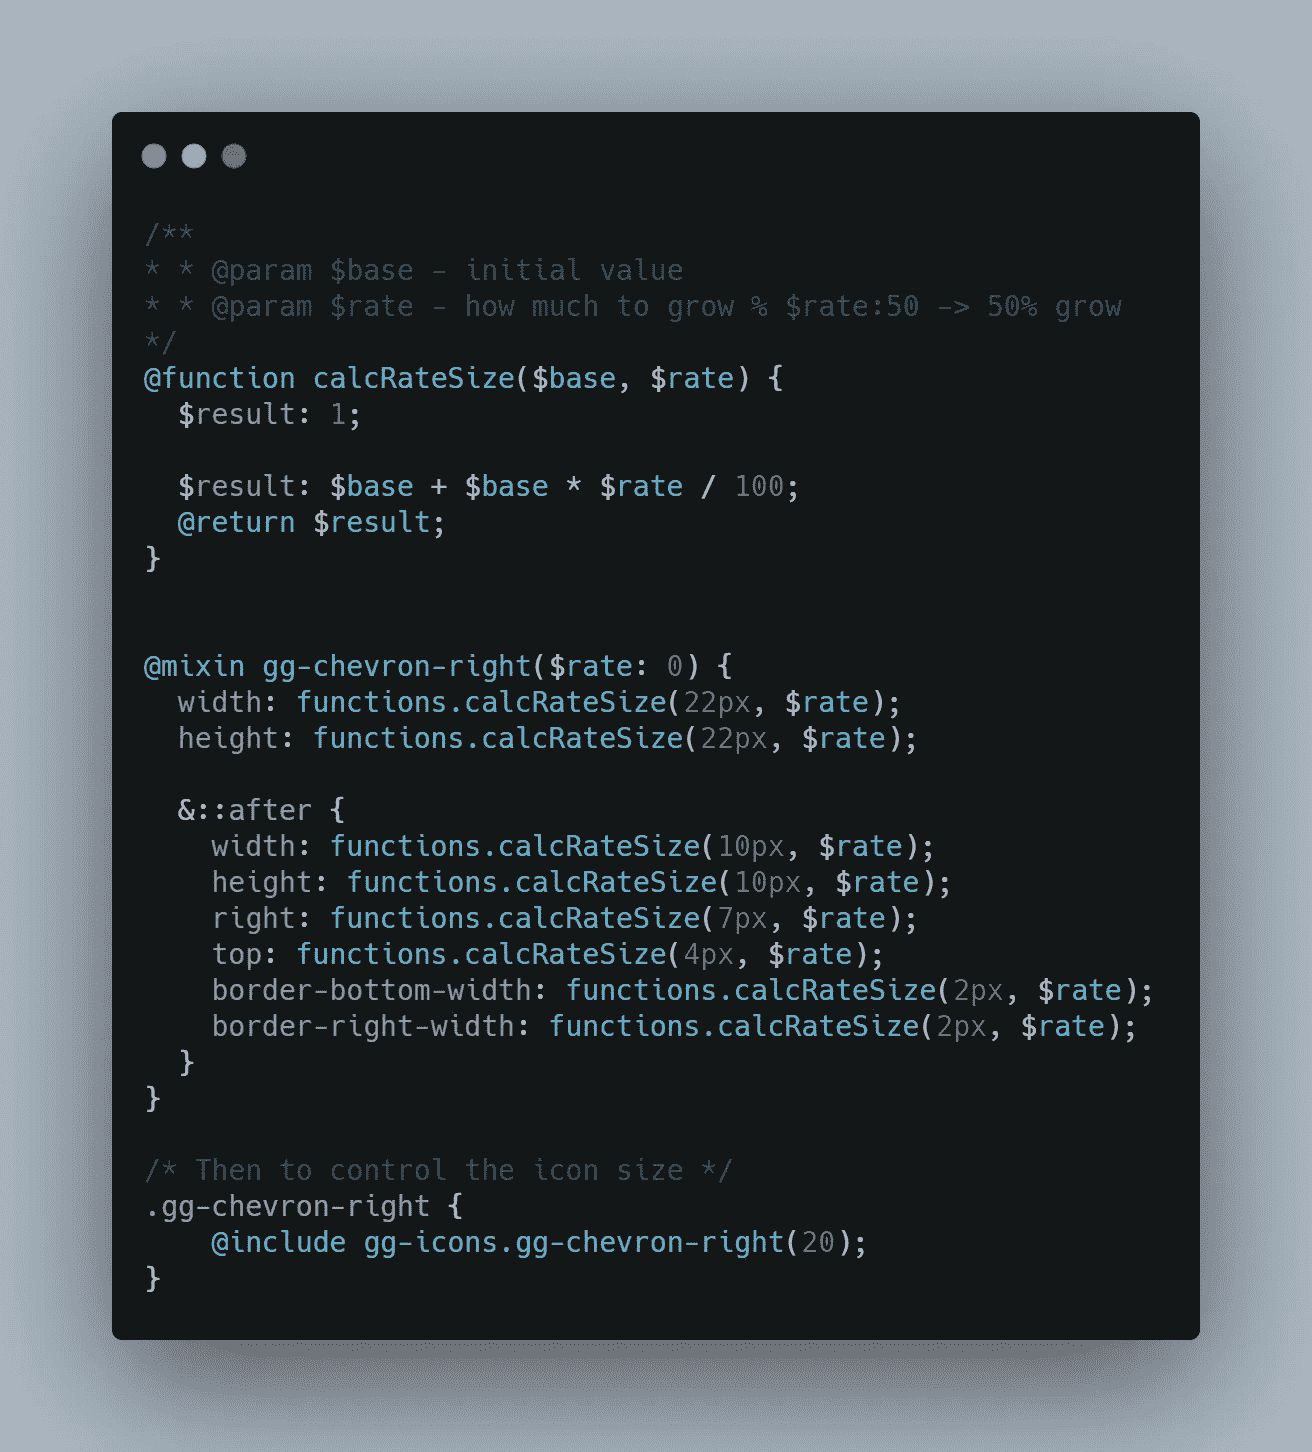 /**
* * @param $base - initial value
* * @param $rate - how much to grow % $rate:50 -> 50% grow
*/
@function calcRateSize($base, $rate) {
  $result: 1;

  $result: $base + $base * $rate / 100;
  @return $result;
}


@mixin gg-chevron-right($rate: 0) {
  width: functions.calcRateSize(22px, $rate);
  height: functions.calcRateSize(22px, $rate);

  &::after {
    width: functions.calcRateSize(10px, $rate);
    height: functions.calcRateSize(10px, $rate);
    right: functions.calcRateSize(7px, $rate);
    top: functions.calcRateSize(4px, $rate);
    border-bottom-width: functions.calcRateSize(2px, $rate);
    border-right-width: functions.calcRateSize(2px, $rate);
  }
}

/* Then to control the icon size */
.gg-chevron-right {
    @include gg-icons.gg-chevron-right(20);
}